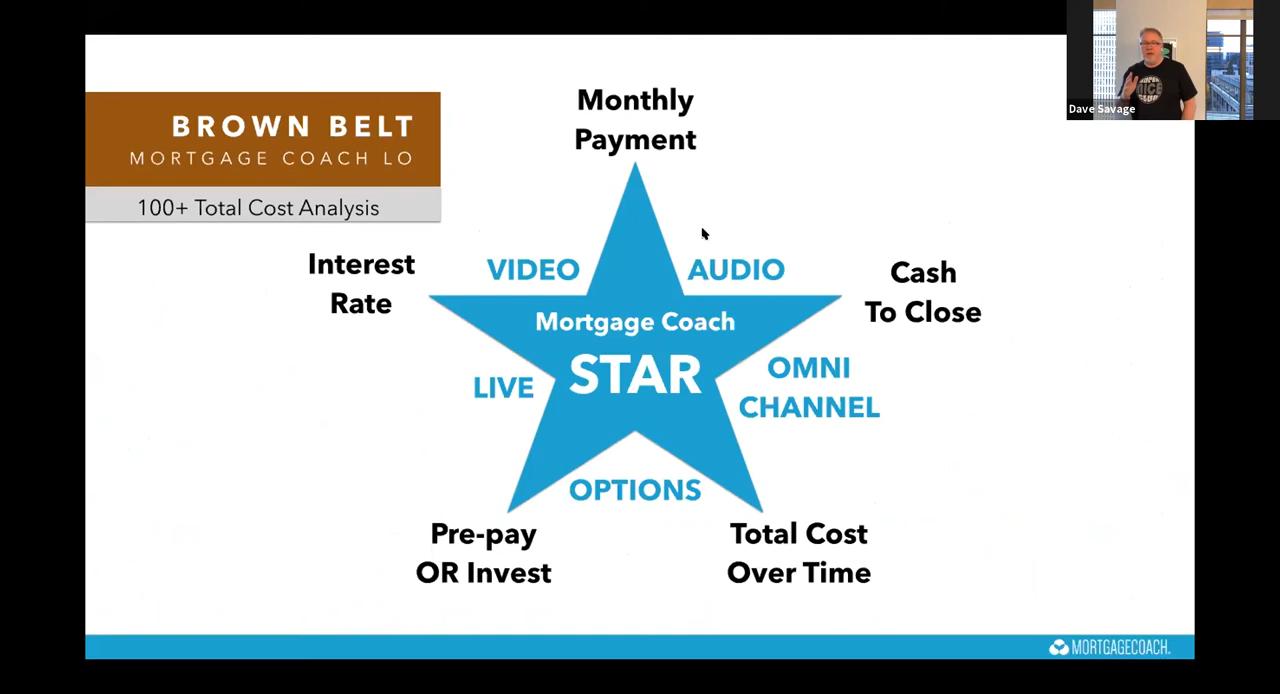 Dave Savage
BROWN BELT
MORTGAGE COACH LO
100+ Total Cost Analysis
Monthly
Payment
Interest
Rate
VIDEO
AUDIO
Cash
To Close
Mortgage Coach
STAR
LIVE
OMNI
CHANNEL
OPTIONS
Pre-pay
OR Invest
Total Cost
Over Time
MORTGAGECOACH